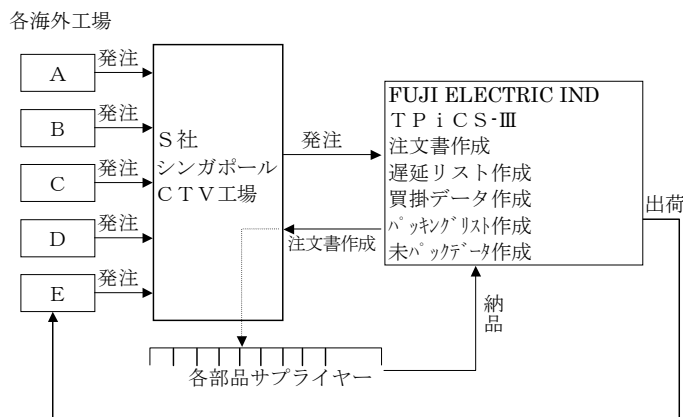 各海外工場
A
発注
B
発注
C
発注
D
発注
E
発注
S社
シンガポール
CTV工場
発注
注文書作成
FUJI ELECTRIC IND
TPiCS-Ⅲ
注文書作成
遅延リスト作成
買掛データ作成
ﾊﾟｯｷﾝｸﾞﾘｽﾄ作成
未ﾊﾟｯｸﾃﾞｰﾀ作成
出荷
納品
各部品サプライヤー